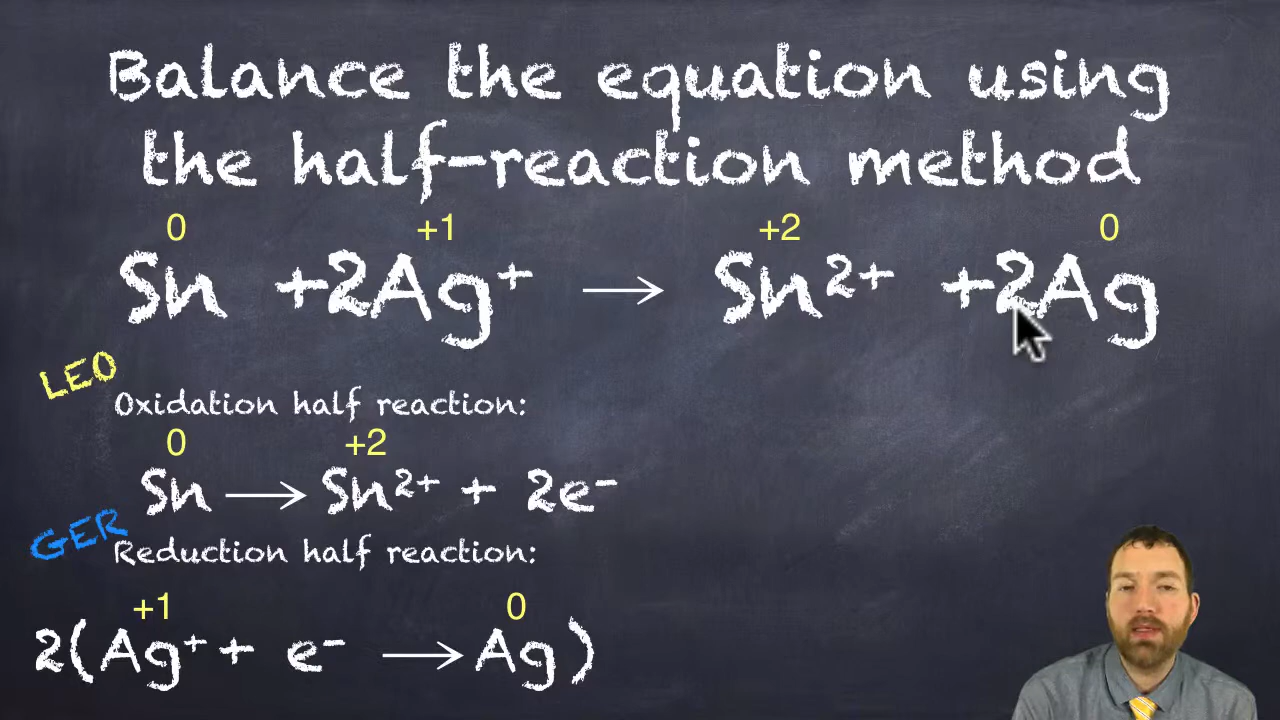 Balance the equation using
the half-reaction method
0 +1 +2 0
Sn +2Ag⁺ → Sn²⁺ +2Ag
LEO
Oxidation half reaction:
0 +2
Sn → Sn²⁺ + 2e⁻
GER
Reduction half reaction:
+1 0
2(Ag⁺ + e⁻ → Ag)